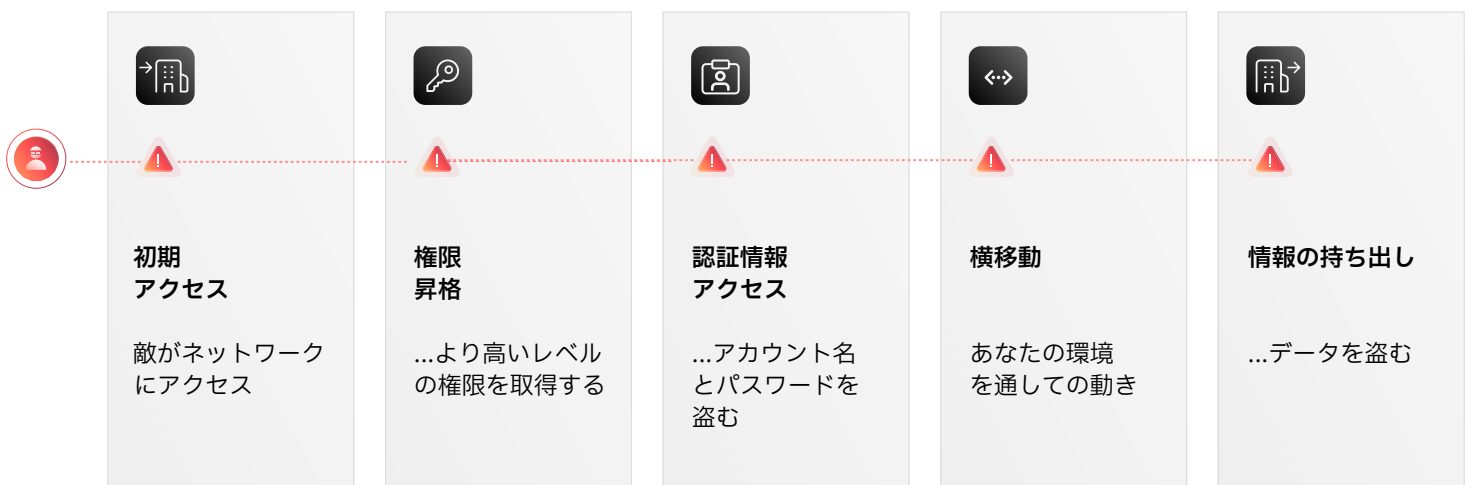 初期
アクセス
敵がネットワーク
にアクセス
権限
昇格
...より高いレベル
の権限を取得する
認証情報
アクセス
...アカウント名
とパスワードを
盗む
横移動
あなたの環境
を通しての動き
情報の持ち出し
...データを盗む